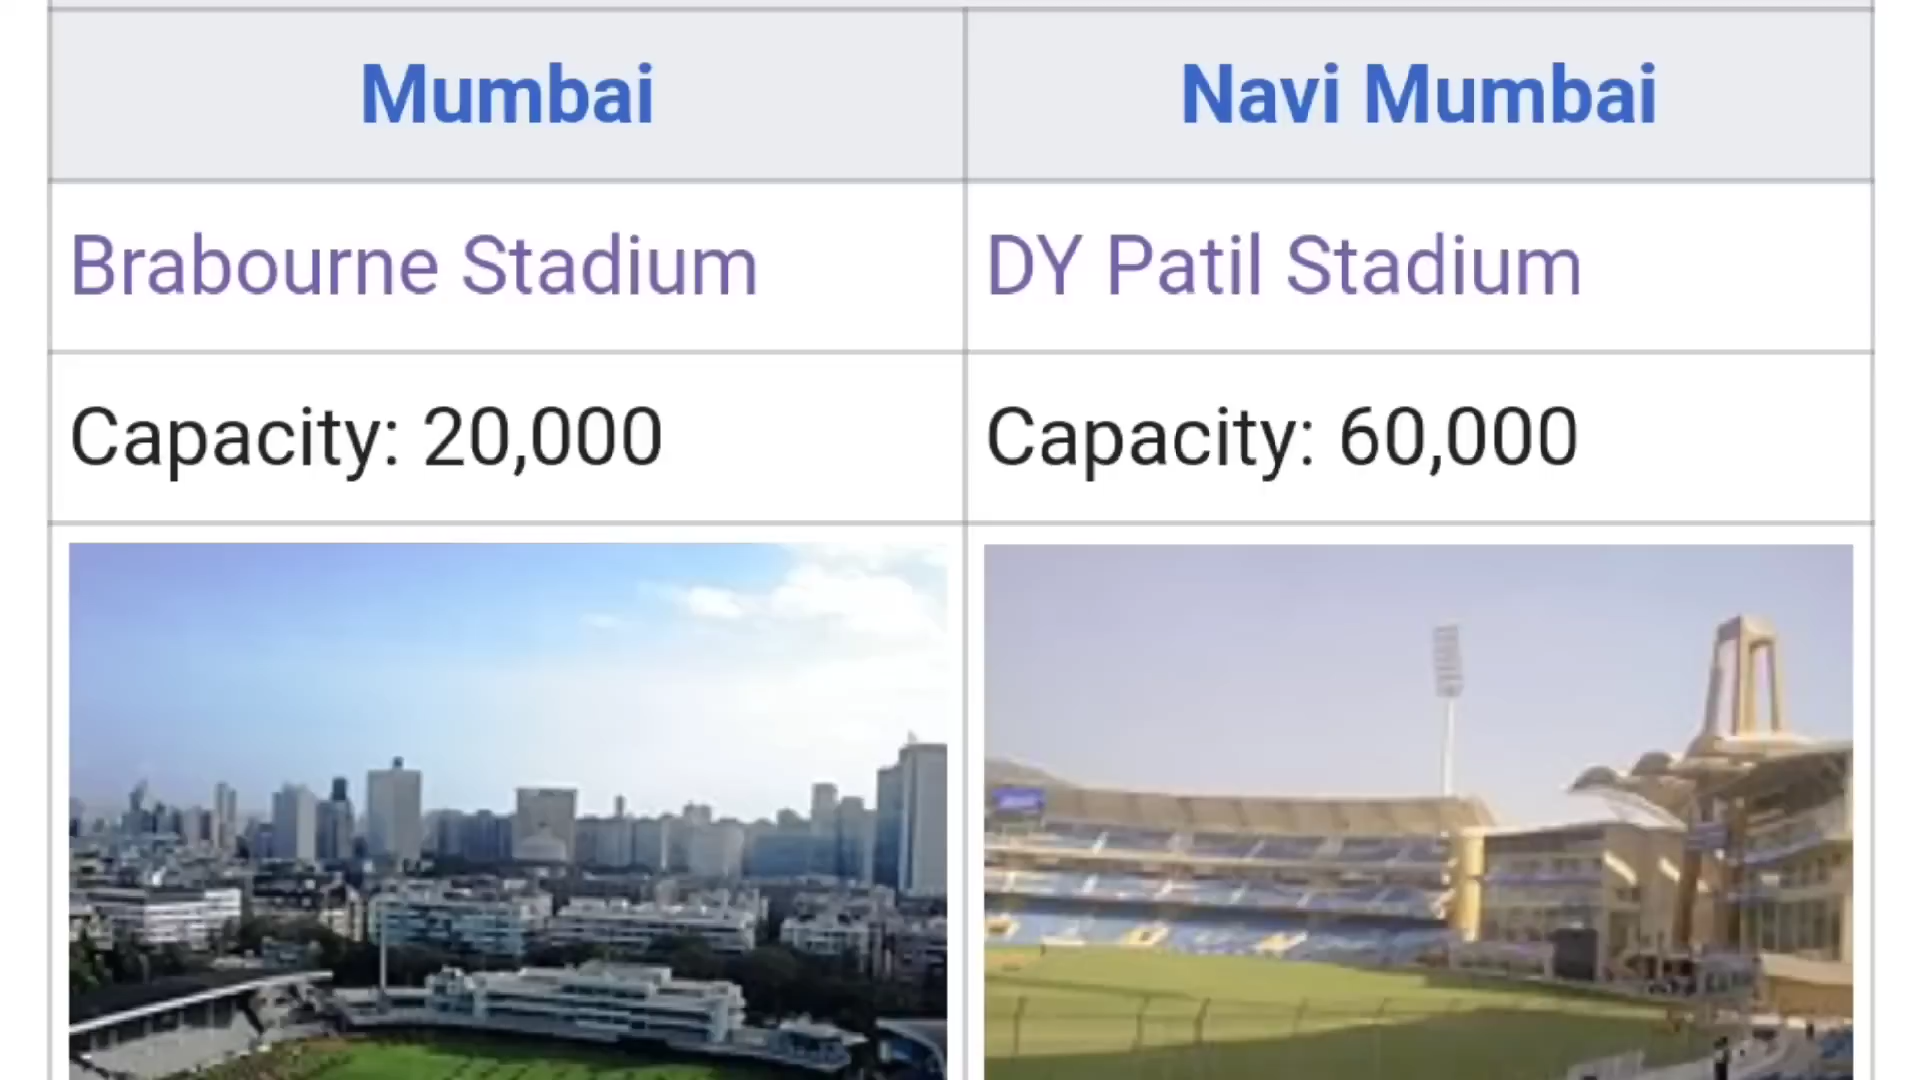 Mumbai
Navi Mumbai
Brabourne Stadium
DY Patil Stadium
Capacity: 20,000
Capacity: 60,000